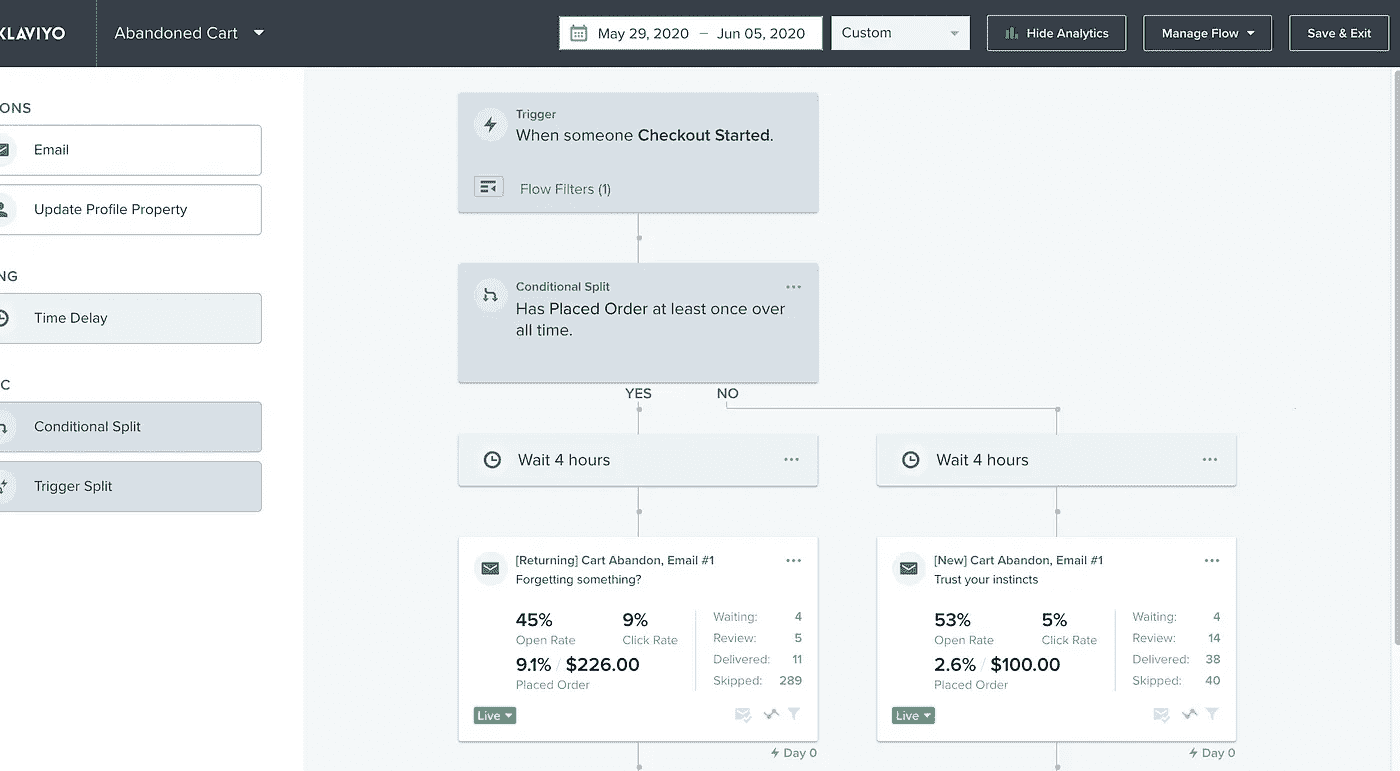 KLAVIYO
Abandoned Cart
May 29, 2020 – Jun 05, 2020
Custom
Hide Analytics
Manage Flow
Save & Exit
ONS
Email
Update Profile Property
NG
Time Delay
C
Conditional Split
Trigger Split
Trigger
When someone Checkout Started.
Flow Filters (1)
Conditional Split
Has Placed Order at least once over
all time.
YES
NO
Wait 4 hours
Wait 4 hours
[Returning] Cart Abandon, Email #1
Forgetting something?
45%
9%
Open Rate
Click Rate
9.1% / $226.00
Placed Order
Waiting: 4
Review: 5
Delivered: 11
Skipped: 289
Live
Day 0
[New] Cart Abandon, Email #1
Trust your instincts
53%
5%
Open Rate
Click Rate
2.6% / $100.00
Placed Order
Waiting: 4
Review: 14
Delivered: 38
Skipped: 40
Live
Day 0